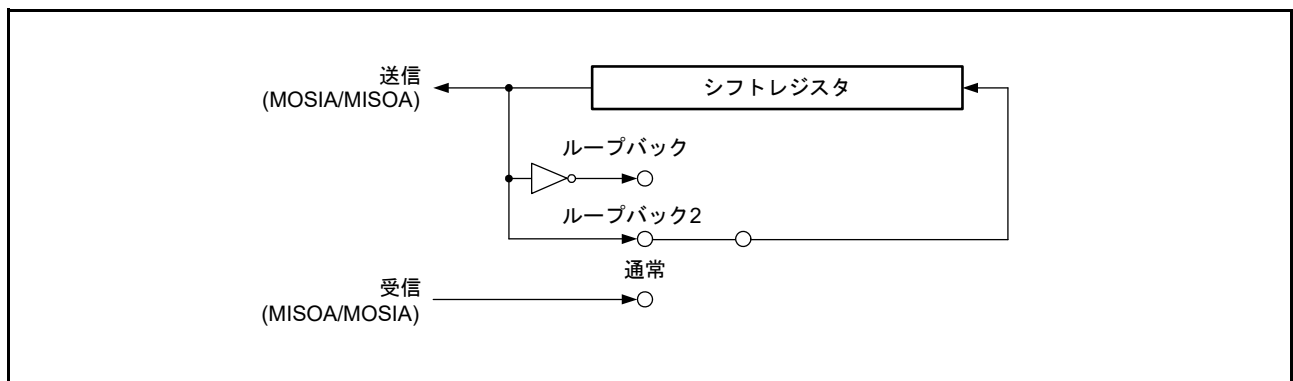 送信
(MOSIA/MISOA)
シフトレジスタ
ループバック
ループバック2
通常
受信
(MISOA/MOSIA)